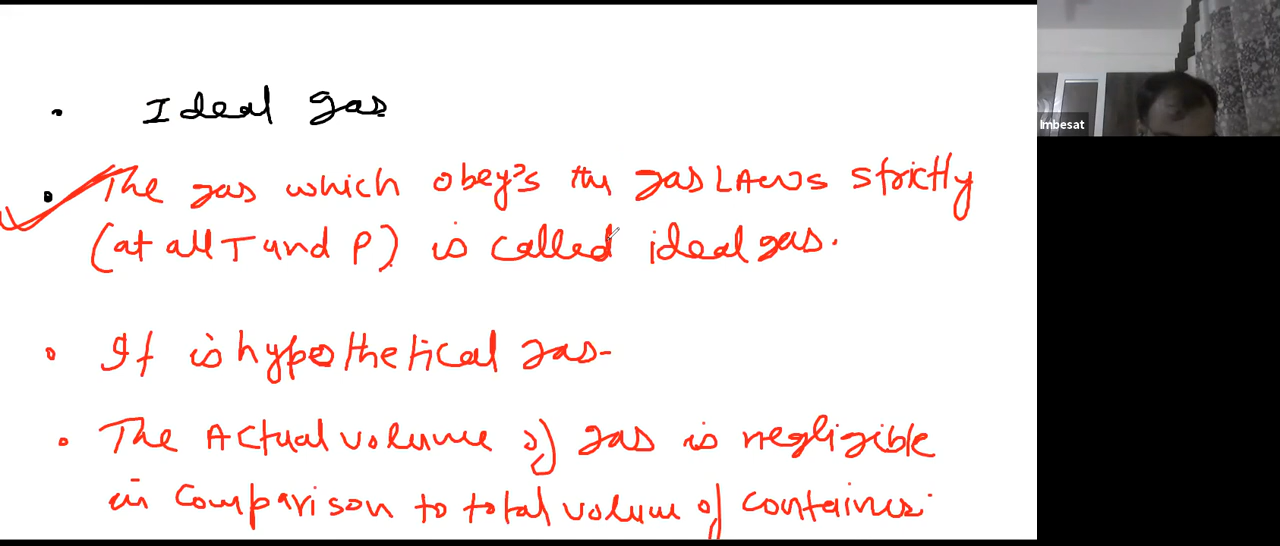 • Ideal gas
• The gas which obey's the gas LAws strictly
(at all T and P) is called ideal gas.
• It is hypothetical gas-
• The Actual volume of gas is negligible
in comparison to total volume of container.
Imbesat